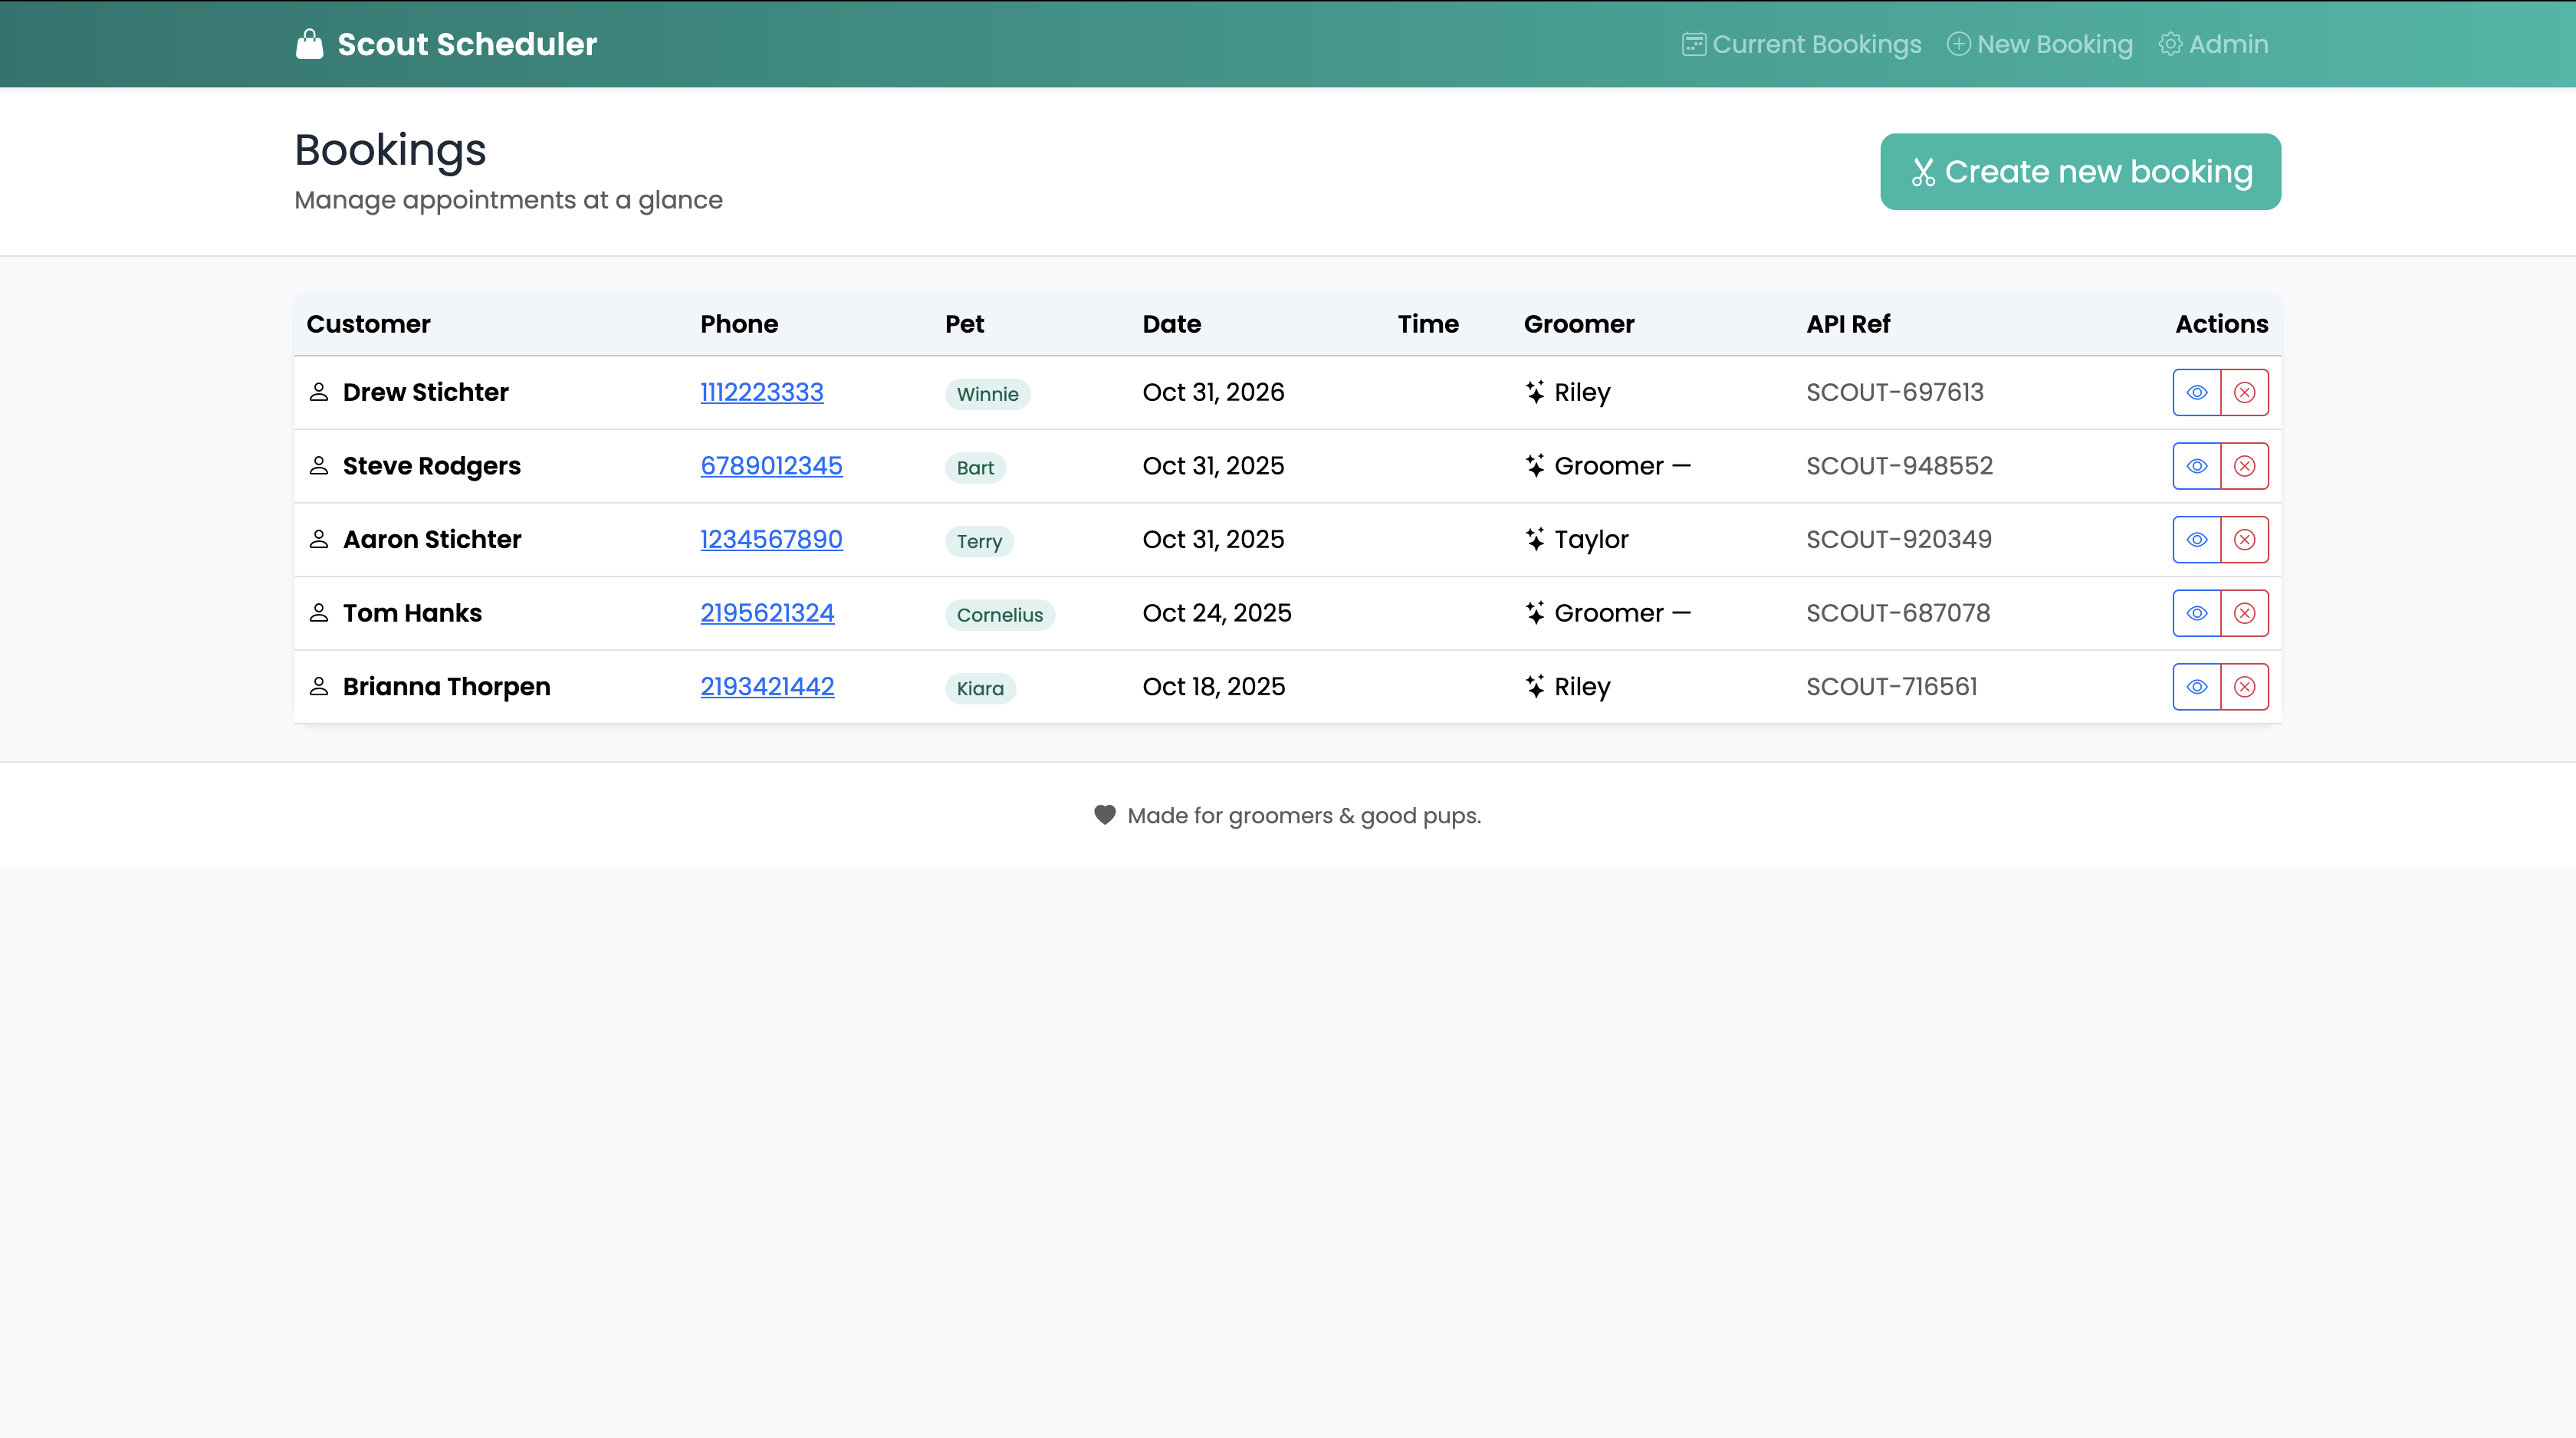 Scout Scheduler Current Bookings New Booking Admin
Bookings
Manage appointments at a glance
Create new booking
Customer Phone Pet Date Time Groomer API Ref Actions
Drew Stichter 1112223333 Winnie Oct 31, 2026 Riley SCOUT-697613
Steve Rodgers 6789012345 Bart Oct 31, 2025 Groomer — SCOUT-948552
Aaron Stichter 1234567890 Terry Oct 31, 2025 Taylor SCOUT-920349
Tom Hanks 2195621324 Cornelius Oct 24, 2025 Groomer — SCOUT-687078
Brianna Thorpen 2193421442 Kiara Oct 18, 2025 Riley SCOUT-716561
Made for groomers & good pups.